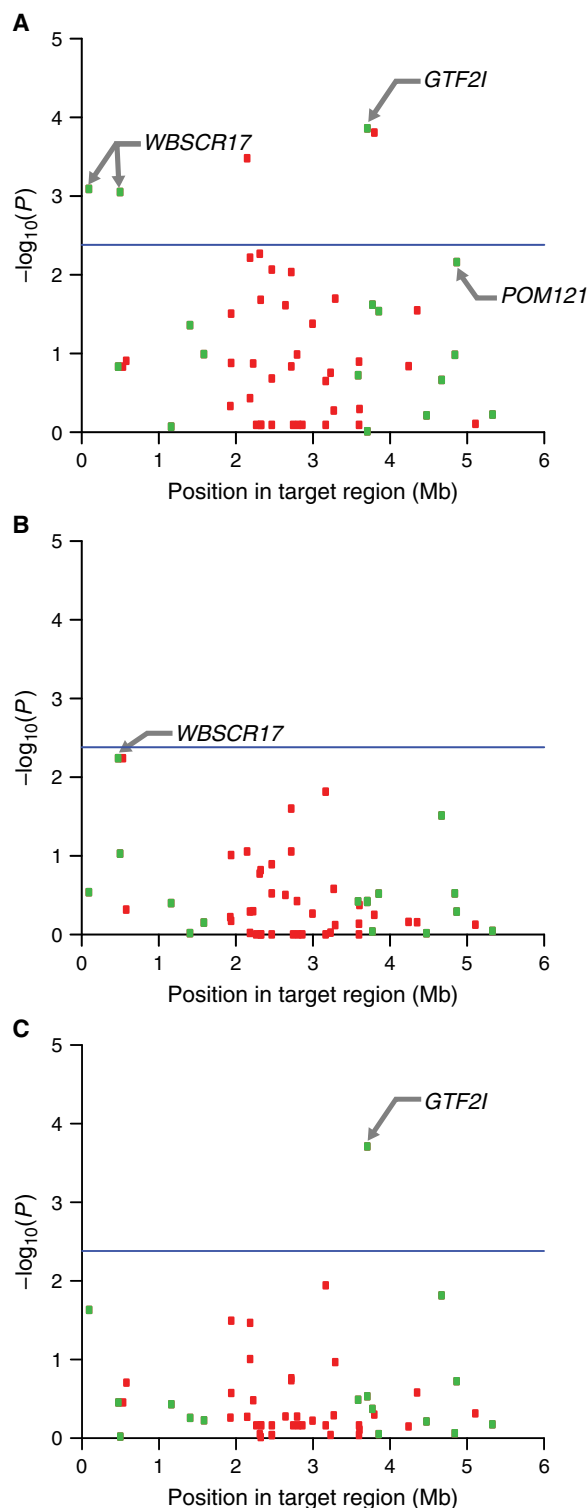 A
5
GTF2I
4
WBSCR17
3
−log10(P)
2
POM121
1
0
0 1 2 3 4 5 6
Position in target region (Mb)
B
5
4
3
WBSCR17
−log10(P)
2
1
0
0 1 2 3 4 5 6
Position in target region (Mb)
C
5
GTF2I
4
3
−log10(P)
2
1
0
0 1 2 3 4 5 6
Position in target region (Mb)